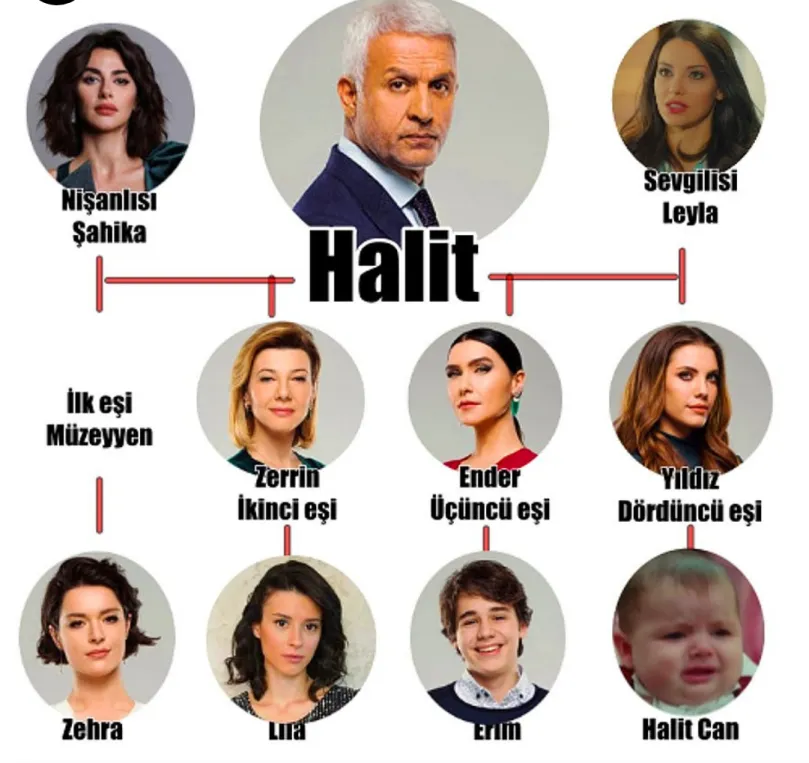 Nişanlısı
Şahika
Sevgilisi
Leyla
Halit
İlk eşi
Müzeyyen
Zerrin
İkinci eşi
Ender
Üçüncü eşi
Yıldız
Dördüncü eşi
Zehra
Lila
Erim
Halit Can